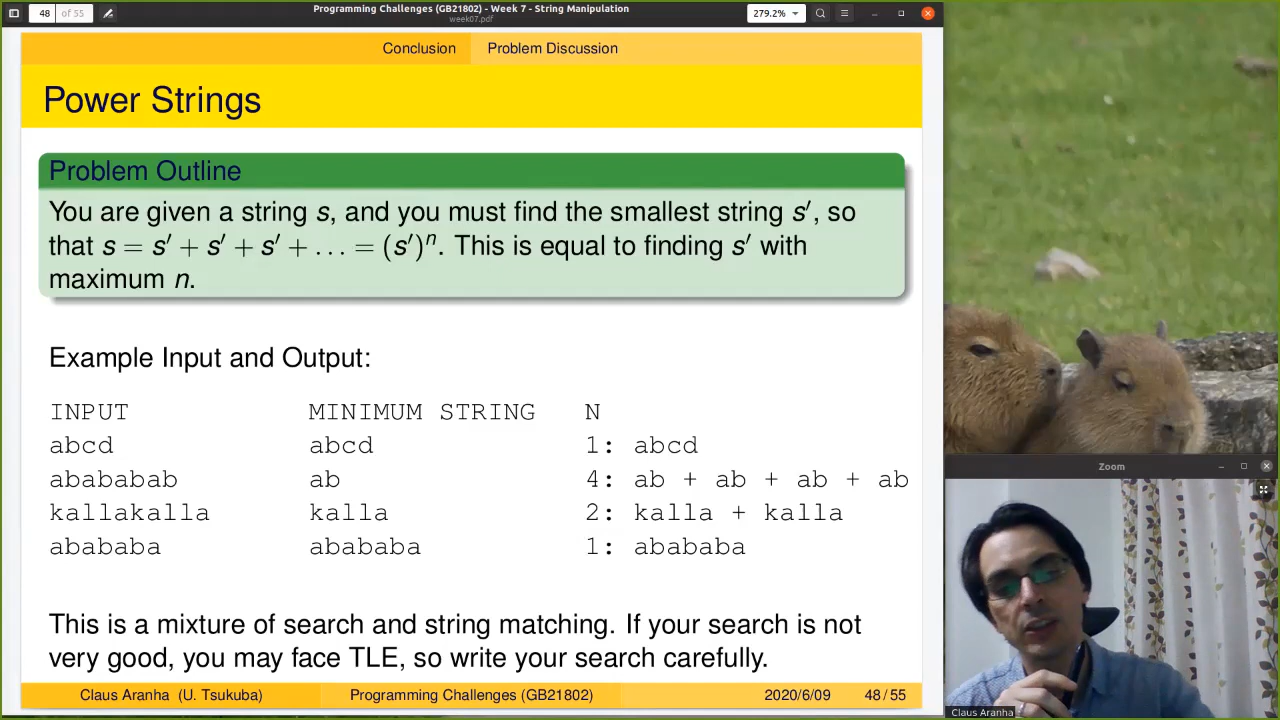 48 of 55
Programming Challenges (GB21802) - Week 7 - String Manipulation
week07.pdf
279.2%
Conclusion Problem Discussion
Power Strings
Problem Outline
You are given a string s, and you must find the smallest string s′, so
that s = s′ + s′ + s′ + … = (s′)ⁿ. This is equal to finding s′ with
maximum n.
Example Input and Output:
INPUT MINIMUM STRING N
abcd abcd 1: abcd
abababab ab 4: ab + ab + ab + ab
kallakalla kalla 2: kalla + kalla
abababa abababa 1: abababa
This is a mixture of search and string matching. If your search is not
very good, you may face TLE, so write your search carefully.
Claus Aranha (U. Tsukuba) Programming Challenges (GB21802) 2020/6/09 48 / 55
Zoom
Claus Aranha